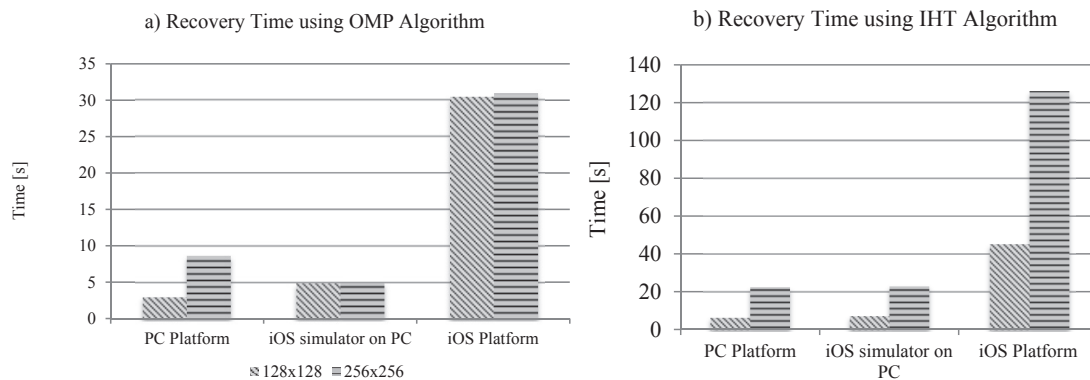 a) Recovery Time using OMP Algorithm
35
30
25
20
15
10
5
0
Time [s]
PC Platform
iOS simulator on PC
iOS Platform
128x128
256x256
b) Recovery Time using IHT Algorithm
140
120
100
80
60
40
20
0
Time [s]
PC Platform
iOS simulator on
PC
iOS Platform